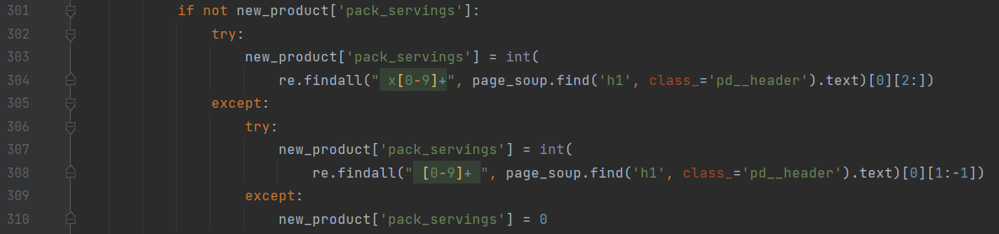 301 if not new_product['pack_servings']:
302 try:
303 new_product['pack_servings'] = int(
304 re.findall(" x[0-9]+", page_soup.find('h1', class_='pd__header').text)[0][2:])
305 except:
306 try:
307 new_product['pack_servings'] = int(
308 re.findall(" [0-9]+ ", page_soup.find('h1', class_='pd__header').text)[0][1:-1])
309 except:
310 new_product['pack_servings'] = 0